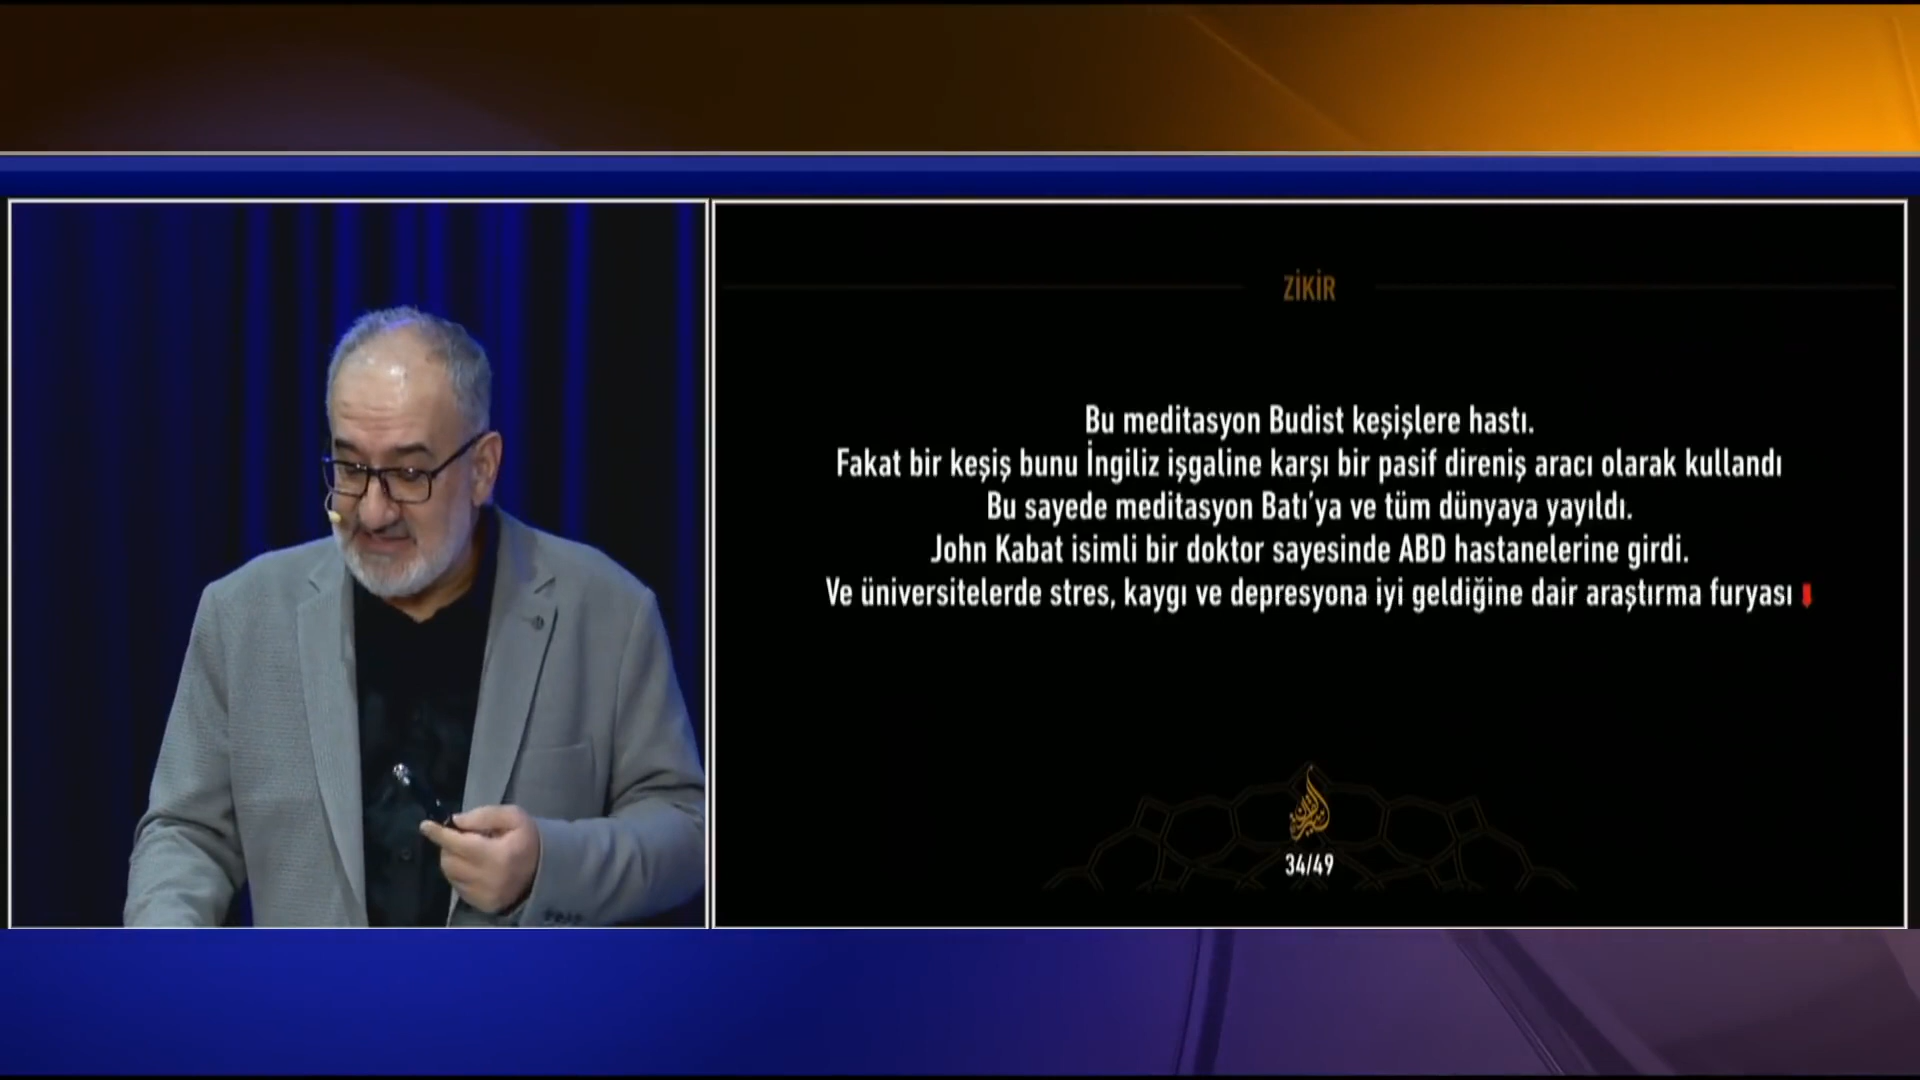 ZİKİR
Bu meditasyon Budist keşişlere hastı.
Fakat bir keşiş bunu İngiliz işgaline karşı bir pasif direniş aracı olarak kullandı
Bu sayede meditasyon Batı'ya ve tüm dünyaya yayıldı.
John Kabat isimli bir doktor sayesinde ABD hastanelerine girdi.
Ve üniversitelerde stres, kaygı ve depresyona iyi geldiğine dair araştırma furyası
34/49